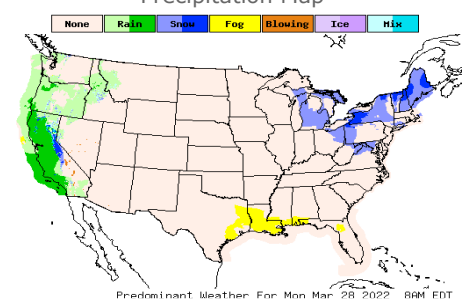 Precipitation Map
None Rain Snow Fog Blowing Ice Mix
Predominant Weather For Mon Mar 28 2022 8AM EDT